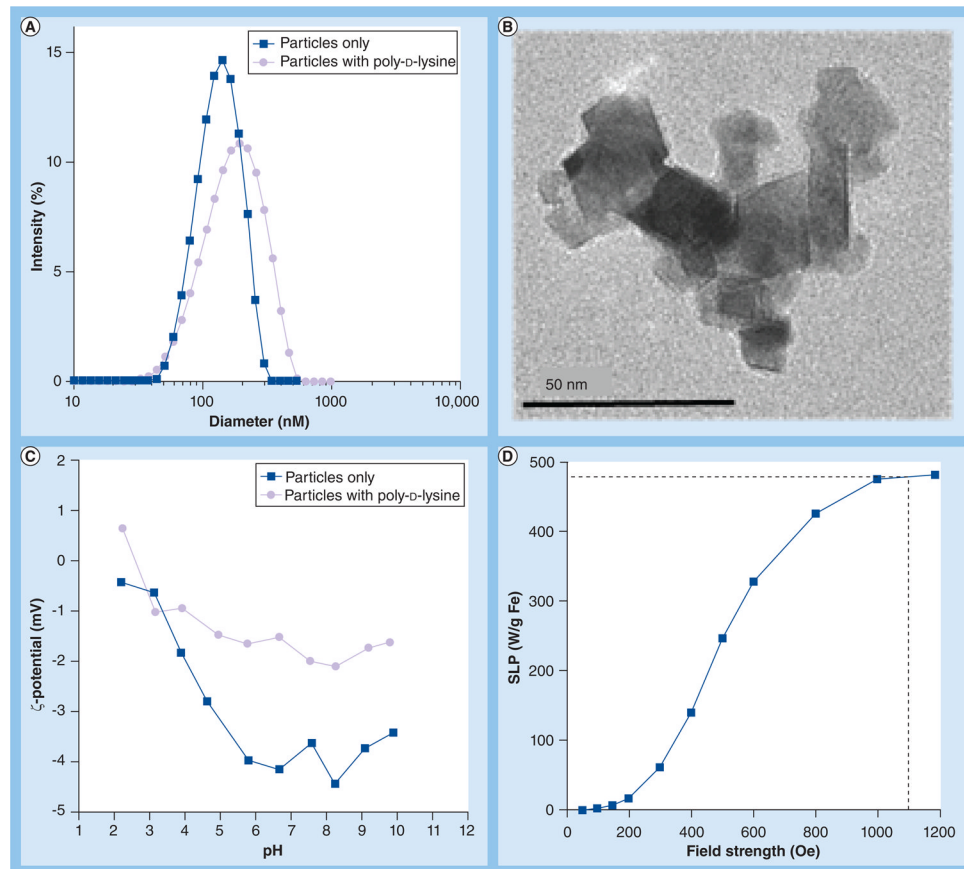 A
Particles only
Particles with poly-D-lysine
15
10
5
0
Intensity (%)
10
100
1000
10,000
Diameter (nM)
B
50 nm
C
Particles only
Particles with poly-D-lysine
2
1
0
-1
-2
-3
-4
-5
ζ-potential (mV)
1 2 3 4 5 6 7 8 9 10 11 12
pH
D
500
400
300
200
100
0
SLP (W/g Fe)
0 200 400 600 800 1000 1200
Field strength (Oe)